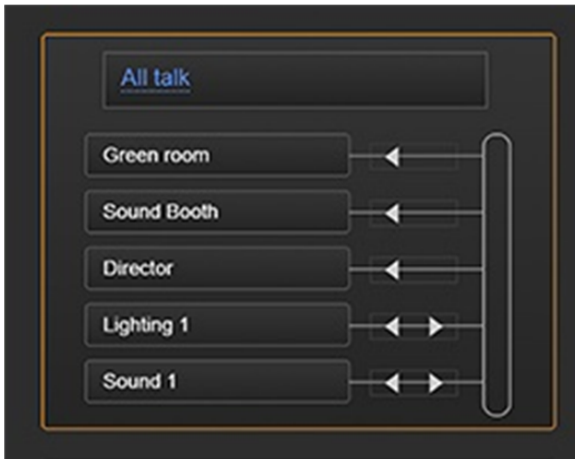 All talk
Green room
Sound Booth
Director
Lighting 1
Sound 1